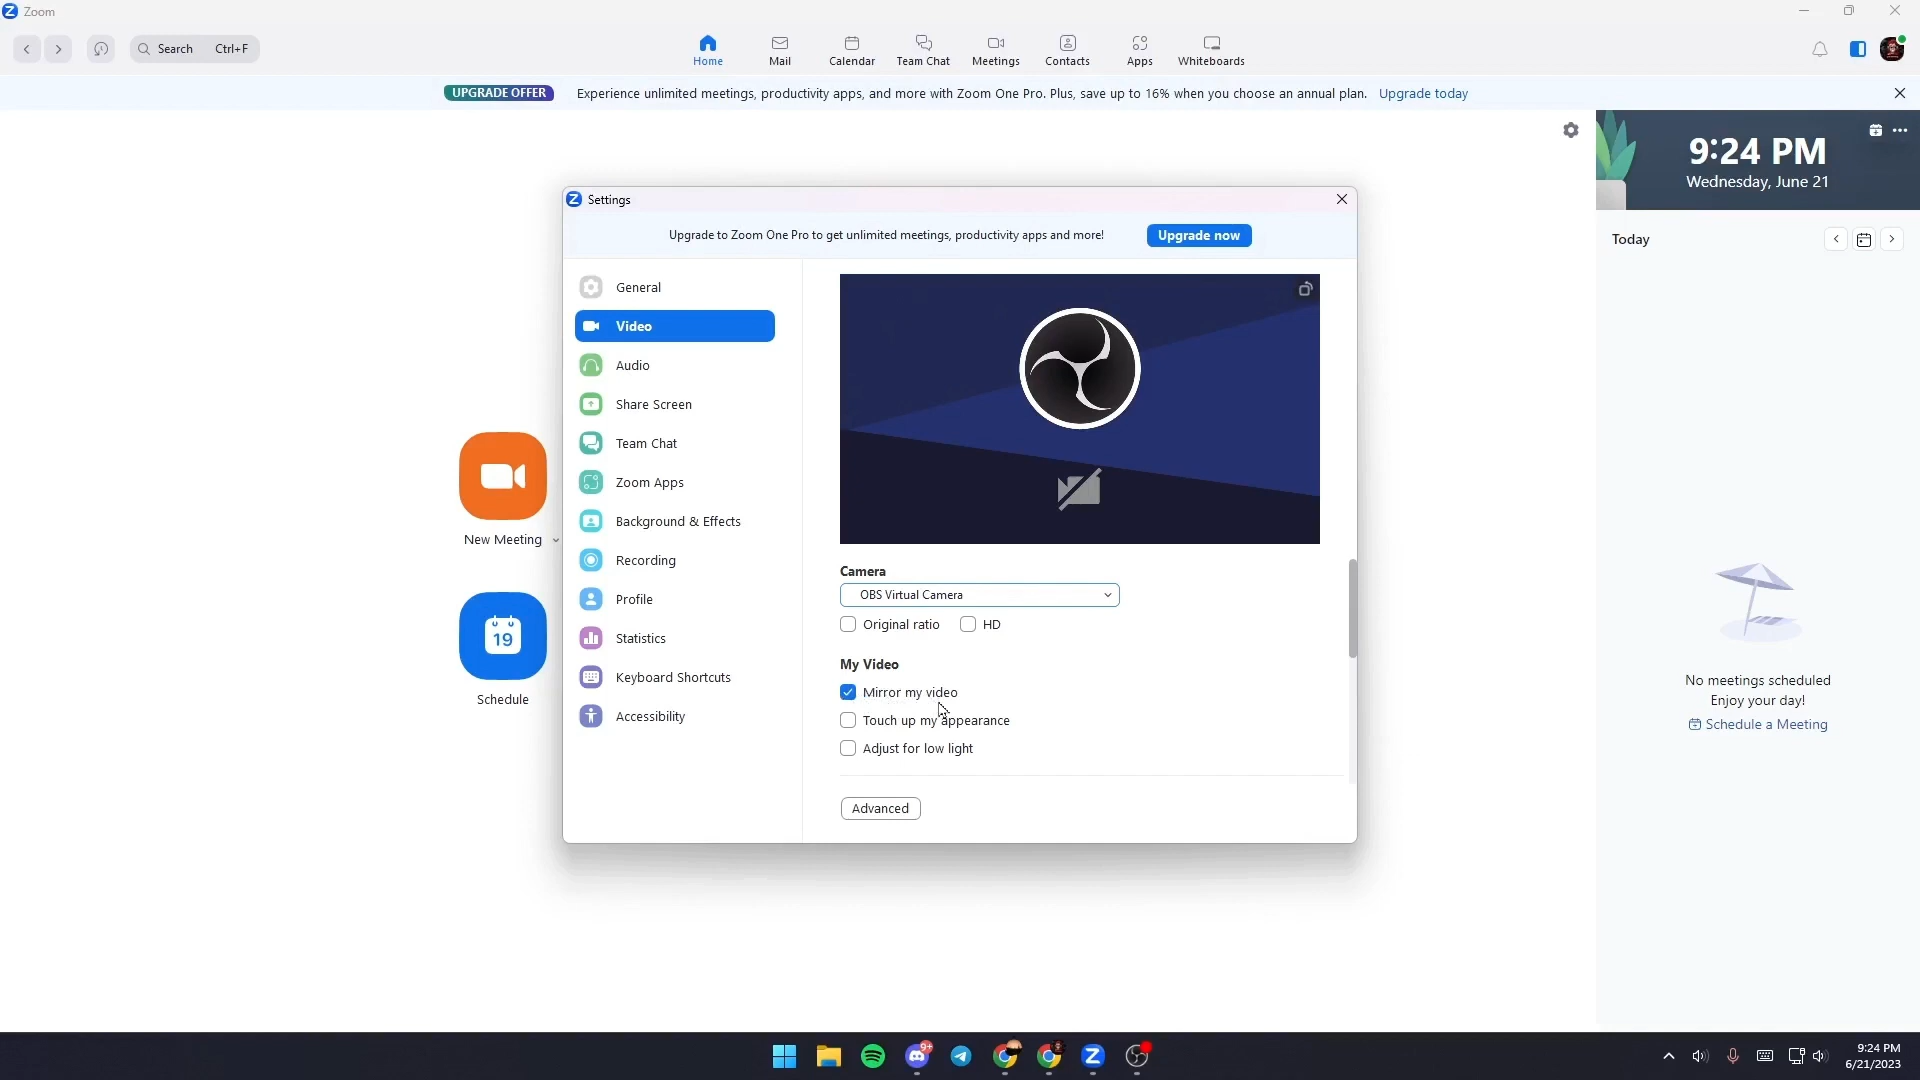 Zoom
Search Ctrl+F
Home
Mail
Calendar
Team Chat
Meetings
Contacts
Apps
Whiteboards
UPGRADE OFFER Experience unlimited meetings, productivity apps, and more with Zoom One Pro. Plus, save up to 16% when you choose an annual plan. Upgrade today
9:24 PM
Wednesday, June 21
Settings
Upgrade to Zoom One Pro to get unlimited meetings, productivity apps and more! Upgrade now
Today
General
Video
Audio
Share Screen
Team Chat
Zoom Apps
Background & Effects
Recording
Profile
Statistics
Keyboard Shortcuts
Accessibility
New Meeting
19
Schedule
Camera
OBS Virtual Camera
Original ratio HD
My Video
Mirror my video
Touch up my appearance
Adjust for low light
Advanced
No meetings scheduled
Enjoy your day!
Schedule a Meeting
9+
9:24 PM
6/21/2023